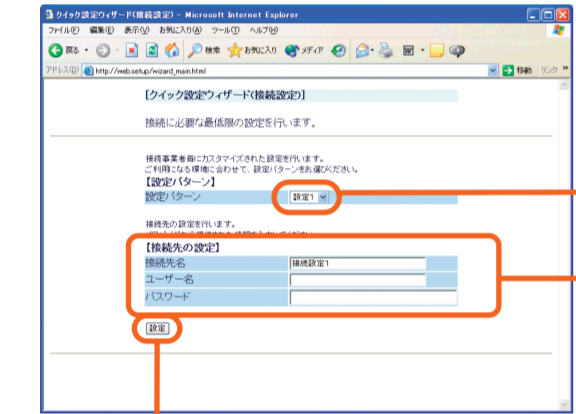 クイック設定ウィザード(接続設定) - Microsoft Internet Explorer
ファイル(F) 編集(E) 表示(V) お気に入り(A) ツール(T) ヘルプ(H)
戻る 検索 お気に入り メディア
アドレス(D) http://web.setup/wizard_main.html 移動 リンク »
[クイック設定ウィザード(接続設定)]
接続に必要な最低限の設定を行います。
接続事業者毎にカスタマイズされた設定を行います。
ご利用になる環境に合わせて、設定パターンをお選びください。
【設定パターン】
設定パターン 設定1
接続先の設定を行います。
【接続先の設定】
接続先名 接続設定1
ユーザー名
パスワード
設定